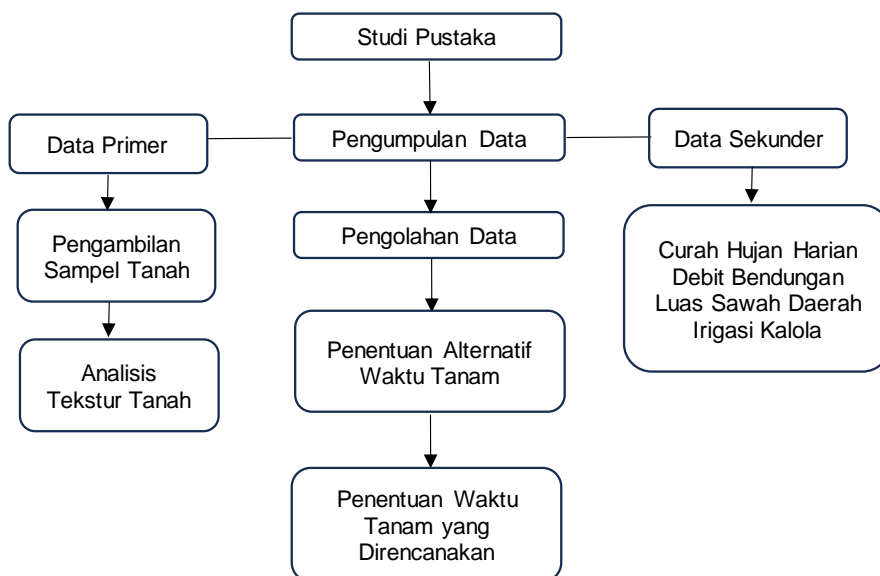 Studi Pustaka
Data Primer
Pengumpulan Data
Data Sekunder
Pengambilan
Sampel Tanah
Pengolahan Data
Curah Hujan Harian
Debit Bendungan
Luas Sawah Daerah
Irigasi Kalola
Analisis
Tekstur Tanah
Penentuan Alternatif
Waktu Tanam
Penentuan Waktu
Tanam yang
Direncanakan